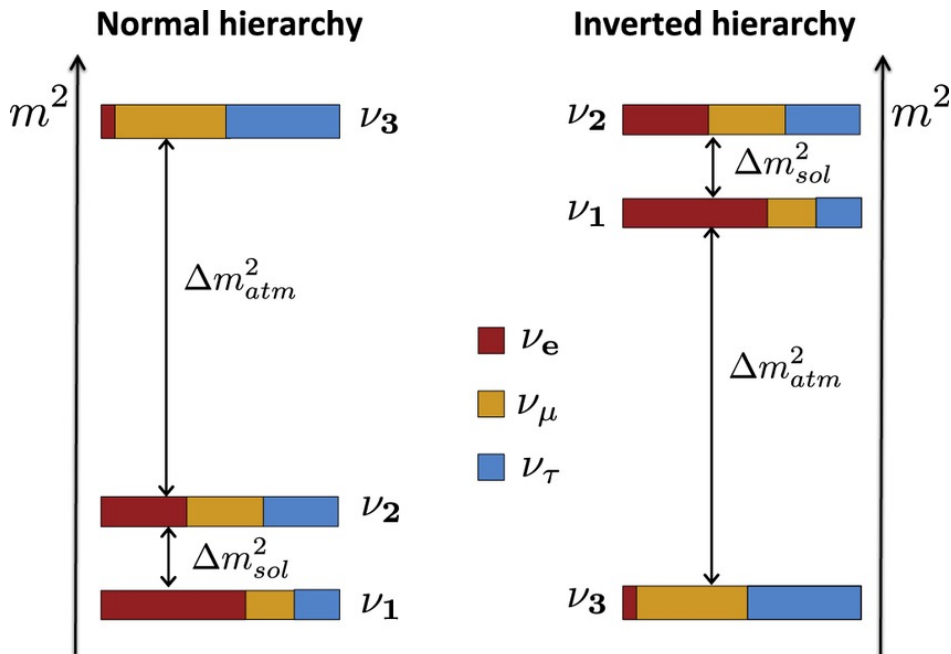 Normal hierarchy
m²
ν₃
Δm²ₐₜₘ
ν₂
Δm²ₛₒₗ
ν₁
νₑ
ν_μ
ν_τ
Inverted hierarchy
m²
ν₂
Δm²ₛₒₗ
ν₁
Δm²ₐₜₘ
ν₃